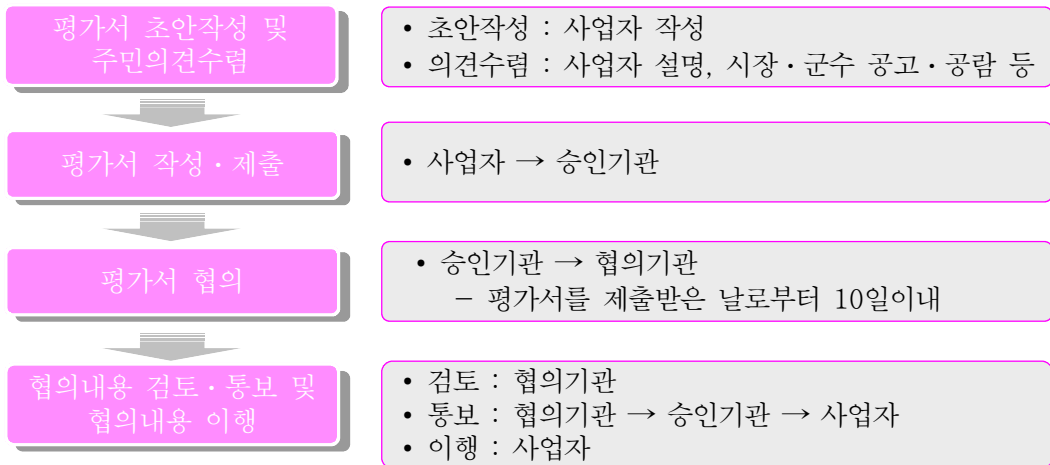 평가서 초안작성 및
주민의견수렴
• 초안작성 : 사업자 작성
• 의견수렴 : 사업자 설명, 시장·군수 공고·공람 등
평가서 작성·제출
• 사업자 → 승인기관
평가서 협의
• 승인기관 → 협의기관
− 평가서를 제출받은 날로부터 10일이내
협의내용 검토·통보 및
협의내용 이행
• 검토 : 협의기관
• 통보 : 협의기관 → 승인기관 → 사업자
• 이행 : 사업자